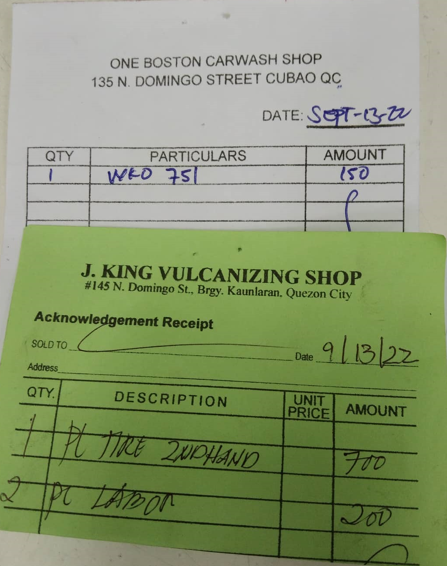 ONE BOSTON CARWASH SHOP
135 N. DOMINGO STREET CUBAO QC
DATE: SEPT-13-22
QTY PARTICULARS AMOUNT
1 WKO 751 150
J. KING VULCANIZING SHOP
#145 N. Domingo St., Brgy. Kaunlaran, Quezon City
Acknowledgement Receipt
SOLD TO Date 9/13/22
Address
QTY. DESCRIPTION UNIT PRICE AMOUNT
1 PC TIRE 2NDHAND 700
2 PC LABOR 200